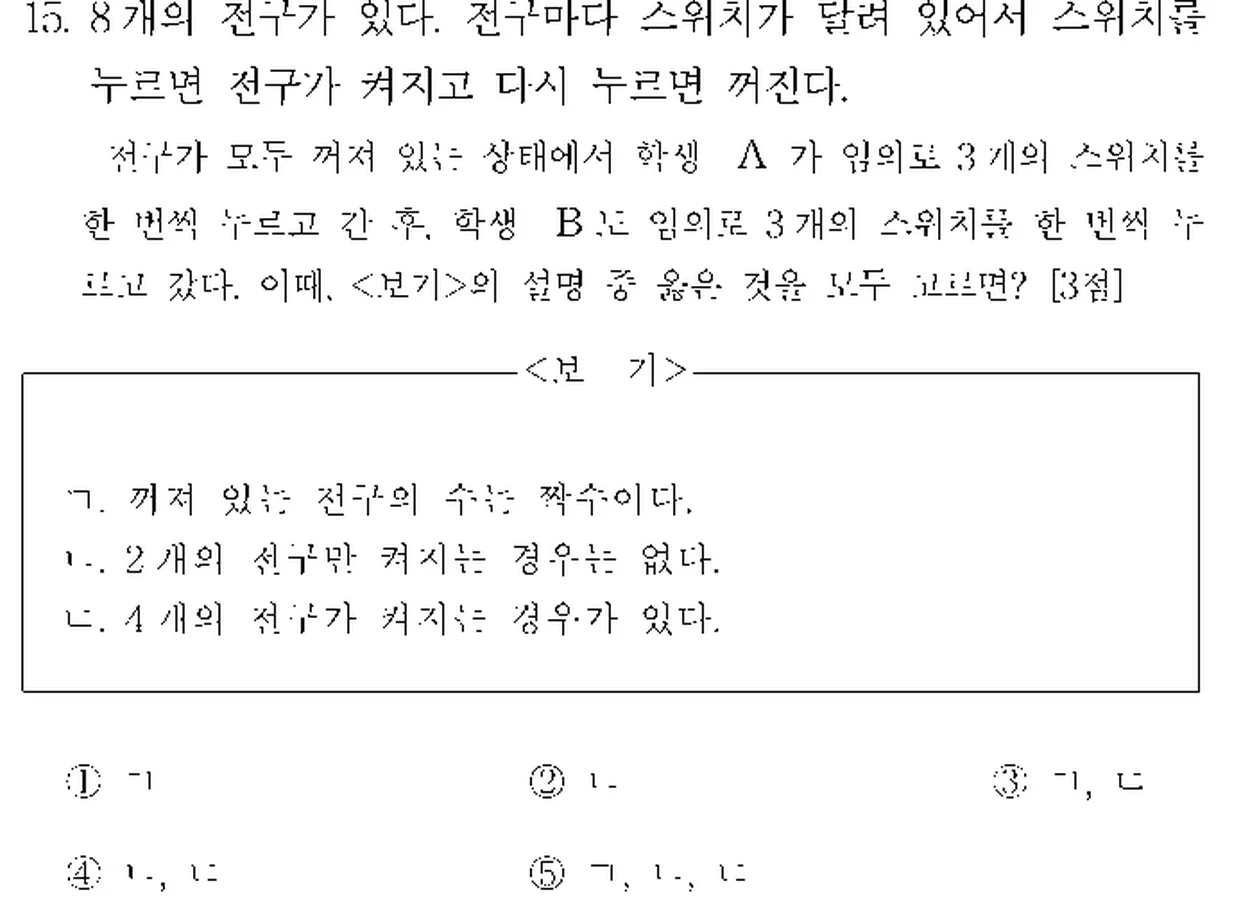 15. 8개의 전구가 있다. 전구마다 스위치가 달려 있어서 스위치를
누르면 전구가 켜지고 다시 누르면 꺼진다.
전구가 모두 꺼져 있는 상태에서 학생 A 가 임의로 3개의 스위치를
한 번씩 누르고 간 후, 학생 B도 임의로 3개의 스위치를 한 번씩 누
르고 갔다. 이때, <보기>의 설명 중 옳은 것을 모두 고르면? [3점]
<보 기>
ㄱ. 꺼져 있는 전구의 수는 짝수이다.
ㄴ. 2개의 전구만 켜지는 경우는 없다.
ㄷ. 4개의 전구가 켜지는 경우가 있다.
① ㄱ ② ㄴ ③ ㄱ, ㄷ
④ ㄴ, ㄷ ⑤ ㄱ, ㄴ, ㄷ